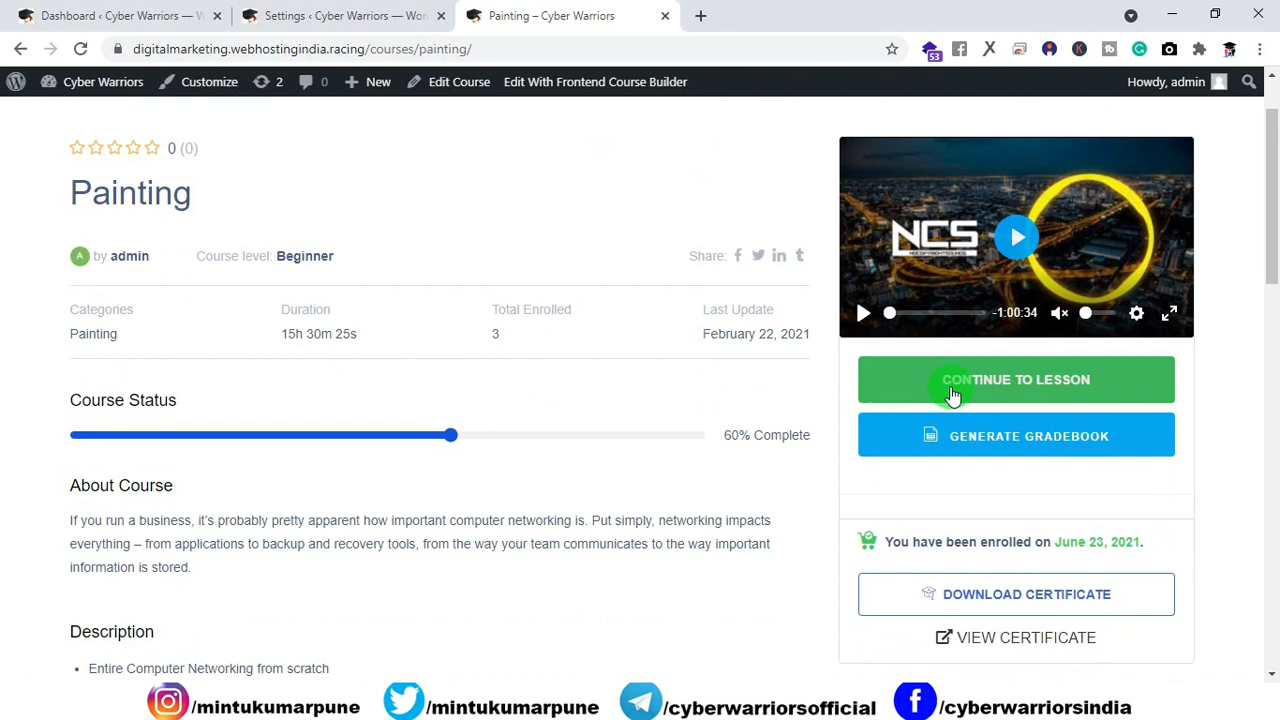 Dashboard ‹ Cyber Warriors — W
Settings ‹ Cyber Warriors — Wor
Painting – Cyber Warriors
digitalmarketing.webhostingindia.racing/courses/painting/
53
Cyber Warriors
Customize
2
0
New
Edit Course
Edit With Frontend Course Builder
Howdy, admin
0 (0)
Painting
A by admin
Course level: Beginner
Share:
Categories
Duration
Total Enrolled
Last Update
Painting
15h 30m 25s
3
February 22, 2021
Course Status
60% Complete
About Course
If you run a business, it’s probably pretty apparent how important computer networking is. Put simply, networking impacts
everything – from applications to backup and recovery tools, from the way your team communicates to the way important
information is stored.
Description
• Entire Computer Networking from scratch
NCS
-1:00:34
CONTINUE TO LESSON
GENERATE GRADEBOOK
You have been enrolled on June 23, 2021.
DOWNLOAD CERTIFICATE
VIEW CERTIFICATE
/mintukumarpune
/mintukumarpune
/cyberwarriorsofficial
/cyberwarriorsindia